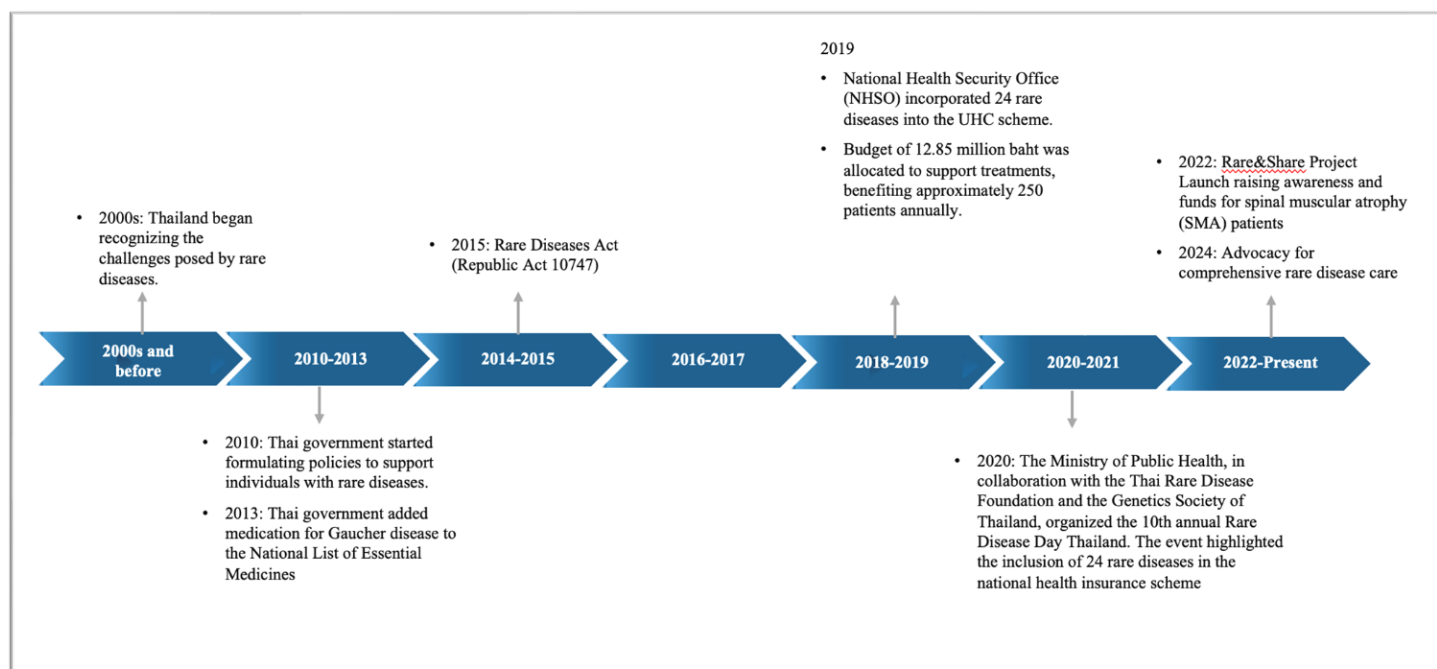 2019
• National Health Security Office
(NHSO) incorporated 24 rare
diseases into the UHC scheme.
• Budget of 12.85 million baht was
allocated to support treatments,
benefiting approximately 250
patients annually.
• 2022: Rare&Share Project
Launch raising awareness and
funds for spinal muscular atrophy
(SMA) patients
• 2024: Advocacy for
comprehensive rare disease care
• 2000s: Thailand began
recognizing the
challenges posed by rare
diseases.
• 2015: Rare Diseases Act
(Republic Act 10747)
2000s and
before
2010-2013
2014-2015
2016-2017
2018-2019
2020-2021
2022-Present
• 2010: Thai government started
formulating policies to support
individuals with rare diseases.
• 2013: Thai government added
medication for Gaucher disease to
the National List of Essential
Medicines
• 2020: The Ministry of Public Health, in
collaboration with the Thai Rare Disease
Foundation and the Genetics Society of
Thailand, organized the 10th annual Rare
Disease Day Thailand. The event highlighted
the inclusion of 24 rare diseases in the
national health insurance scheme